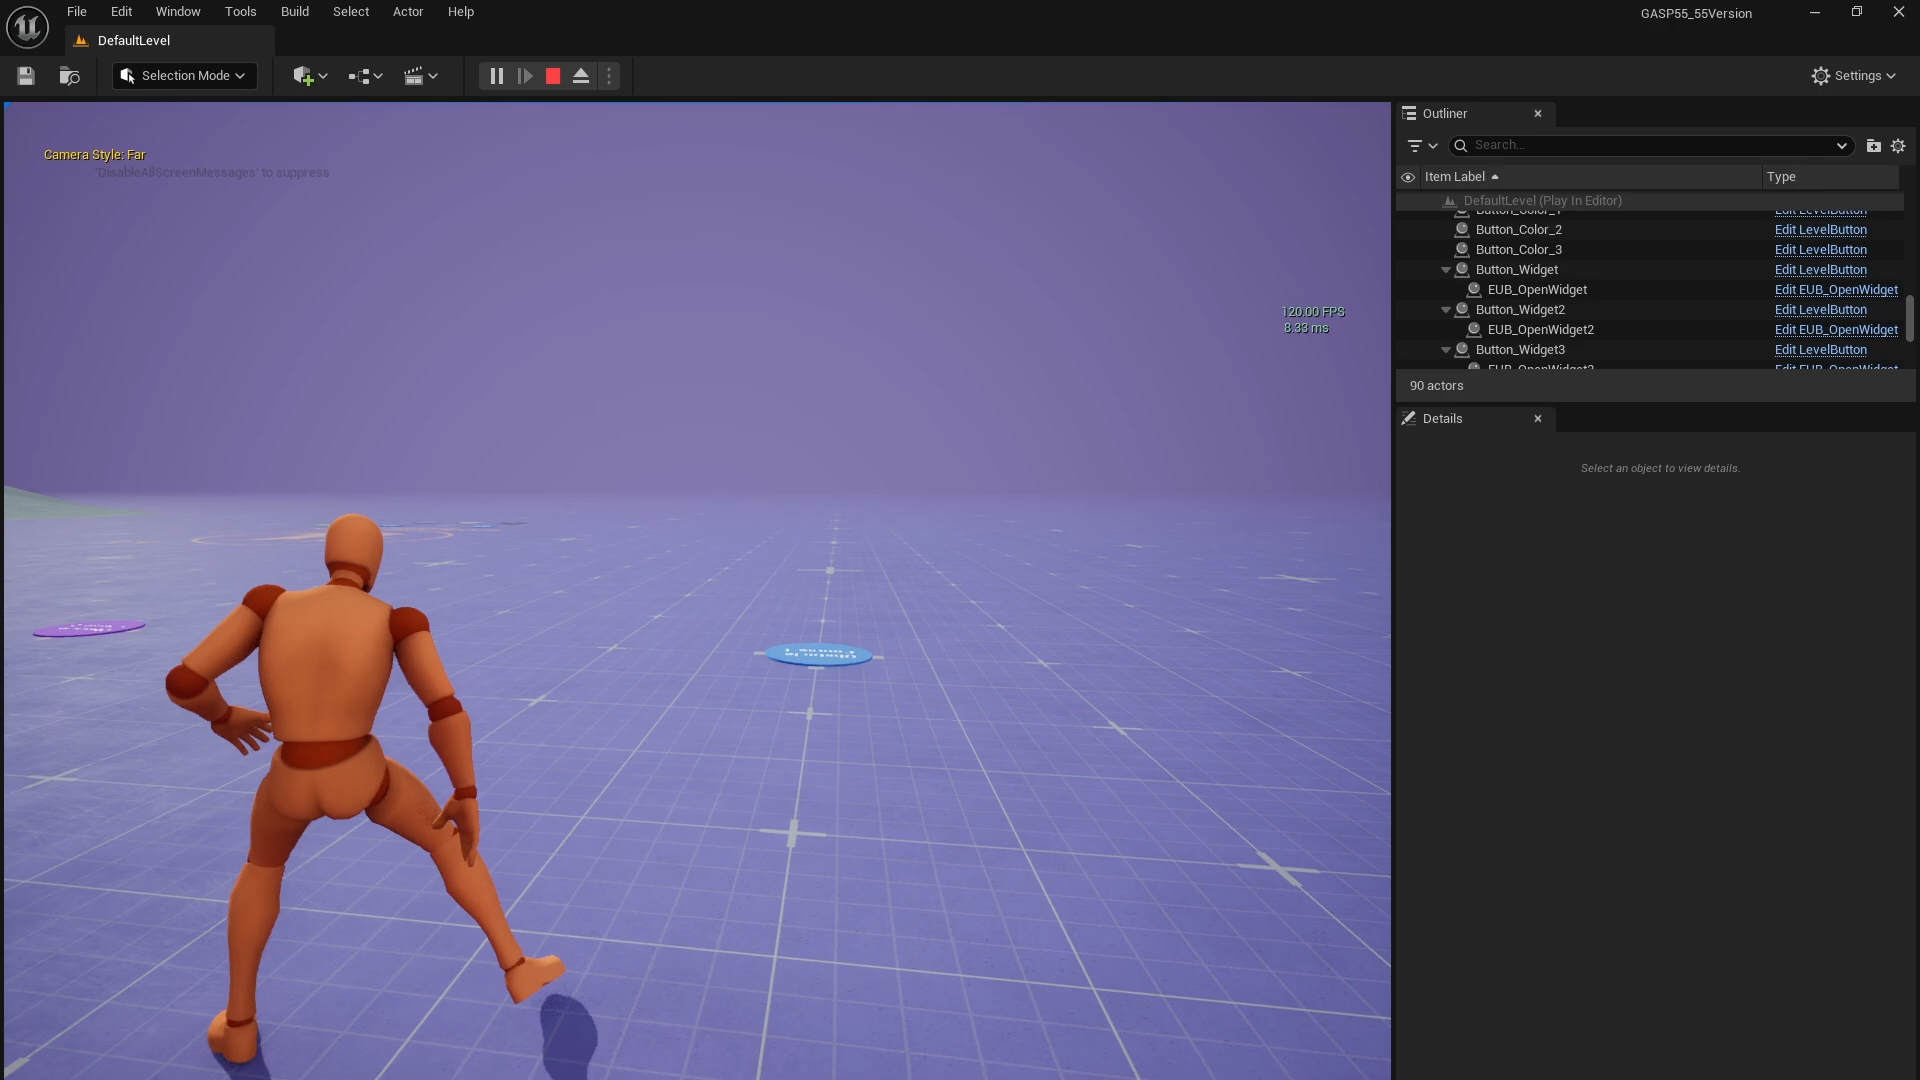 File Edit Window Tools Build Select Actor Help
GASP55_55Version
DefaultLevel
Selection Mode
Settings
Camera Style: Far
'DisableAllScreenMessages' to suppress
120.00 FPS
8.33 ms
Outliner
Search...
Item Label Type
DefaultLevel (Play In Editor)
Button_Color_2 Edit LevelButton
Button_Color_3 Edit LevelButton
Button_Widget Edit LevelButton
EUB_OpenWidget Edit EUB_OpenWidget
Button_Widget2 Edit LevelButton
EUB_OpenWidget2 Edit EUB_OpenWidget
Button_Widget3 Edit LevelButton
EUB_OpenWidget3 Edit EUB_OpenWidget
90 actors
Details
Select an object to view details.